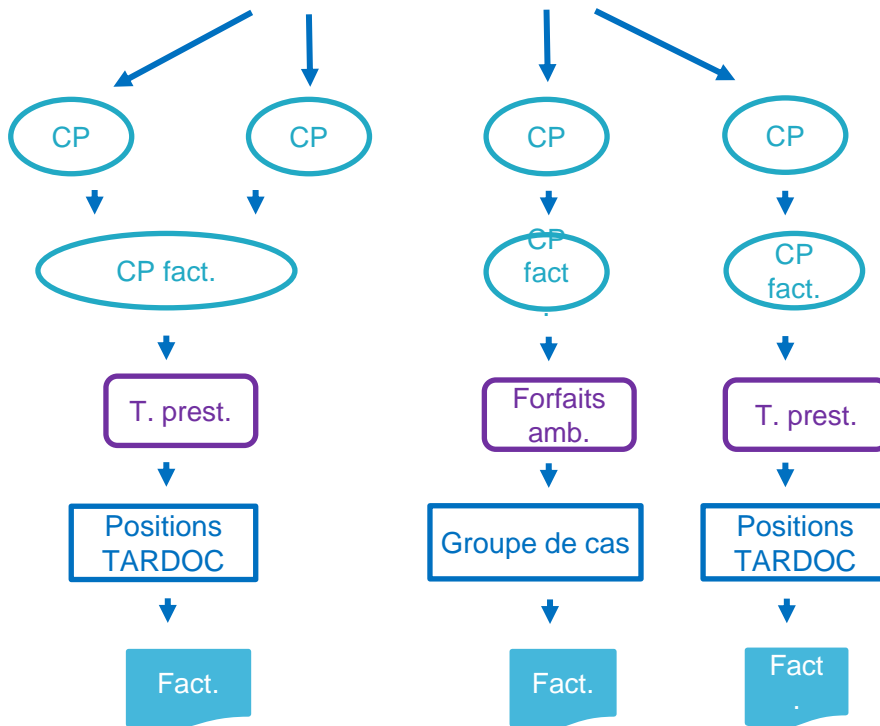 CP
CP
CP
CP
CP fact.
CP
fact
.
CP
fact.
T. prest.
Forfaits
amb.
T. prest.
Positions
TARDOC
Groupe de cas
Positions
TARDOC
Fact.
Fact.
Fact
.